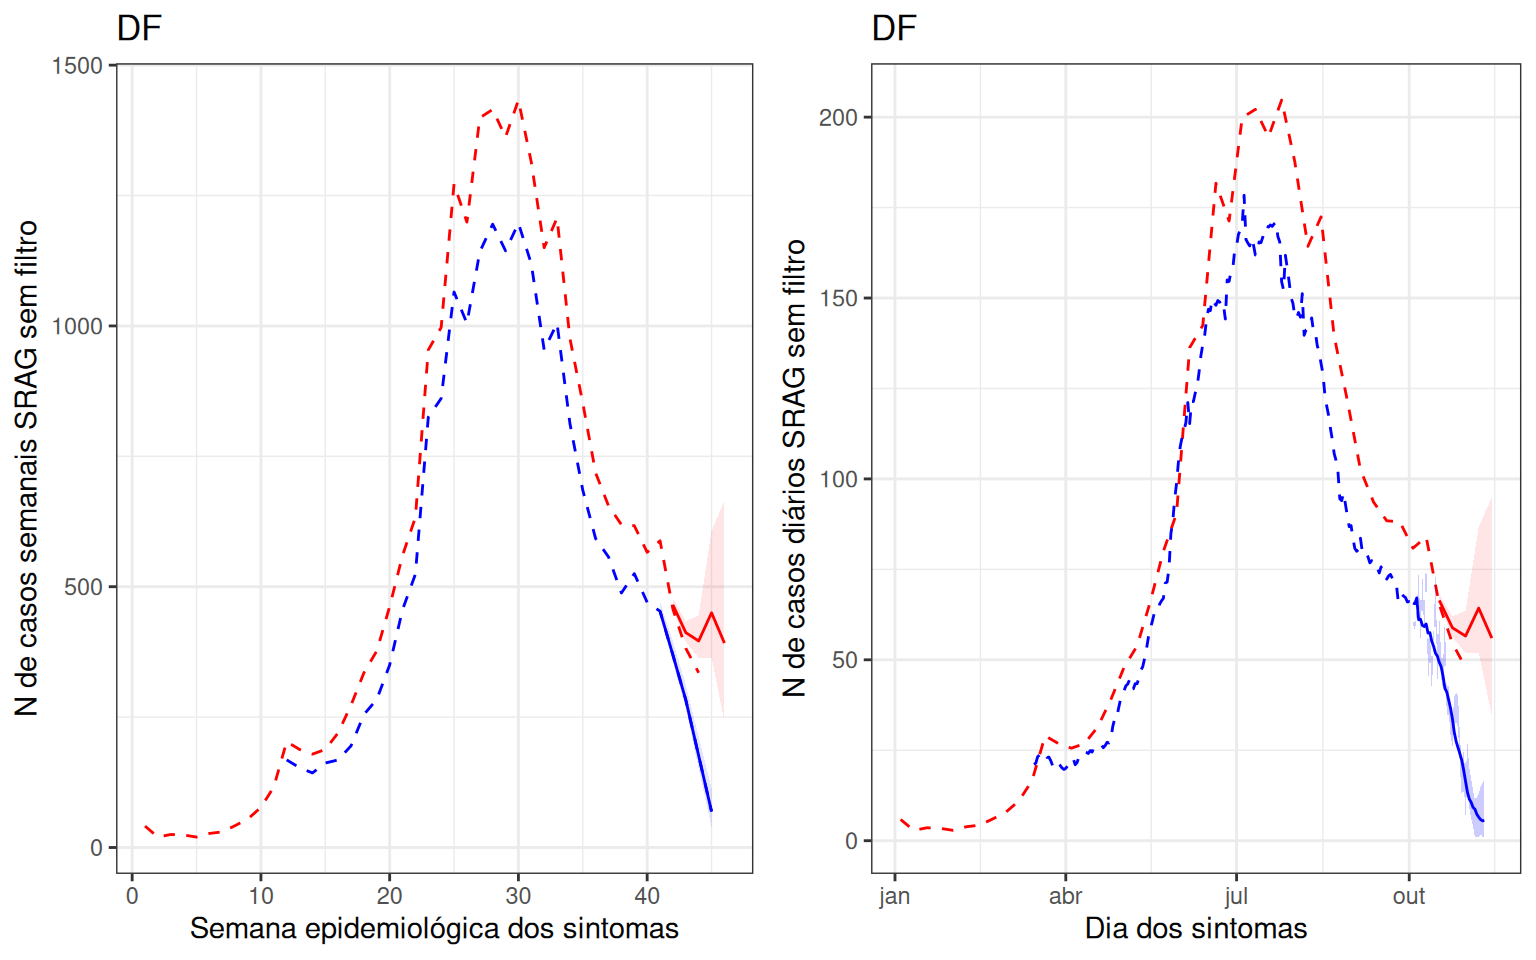 DF
N de casos semanais SRAG sem filtro
1500
1000
500
0
0 10 20 30 40
Semana epidemiológica dos sintomas
DF
N de casos diários SRAG sem filtro
200
150
100
50
0
jan abr jul out
Dia dos sintomas